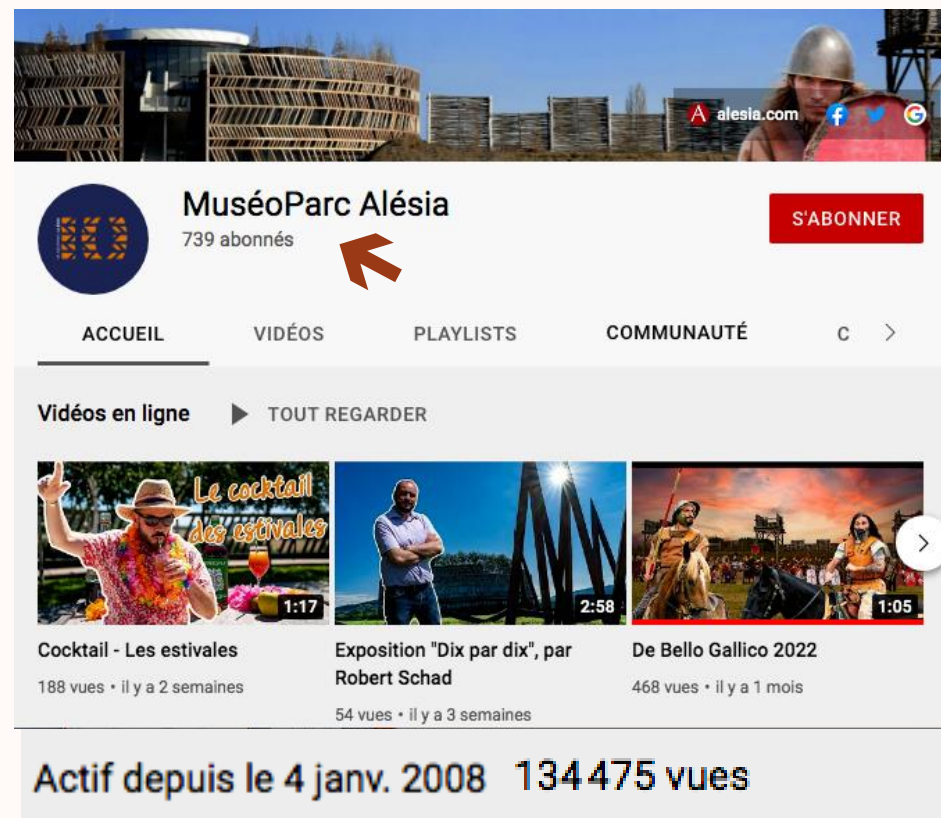 alesia.com
MuséoParc Alésia
739 abonnés
S'ABONNER
ACCUEIL VIDÉOS PLAYLISTS COMMUNAUTÉ C
Vidéos en ligne TOUT REGARDER
Le cocktail
des estivales
1:17
2:58
1:05
Cocktail - Les estivales
188 vues • il y a 2 semaines
Exposition "Dix par dix", par
Robert Schad
54 vues • il y a 3 semaines
De Bello Gallico 2022
468 vues • il y a 1 mois
Actif depuis le 4 janv. 2008 134 475 vues